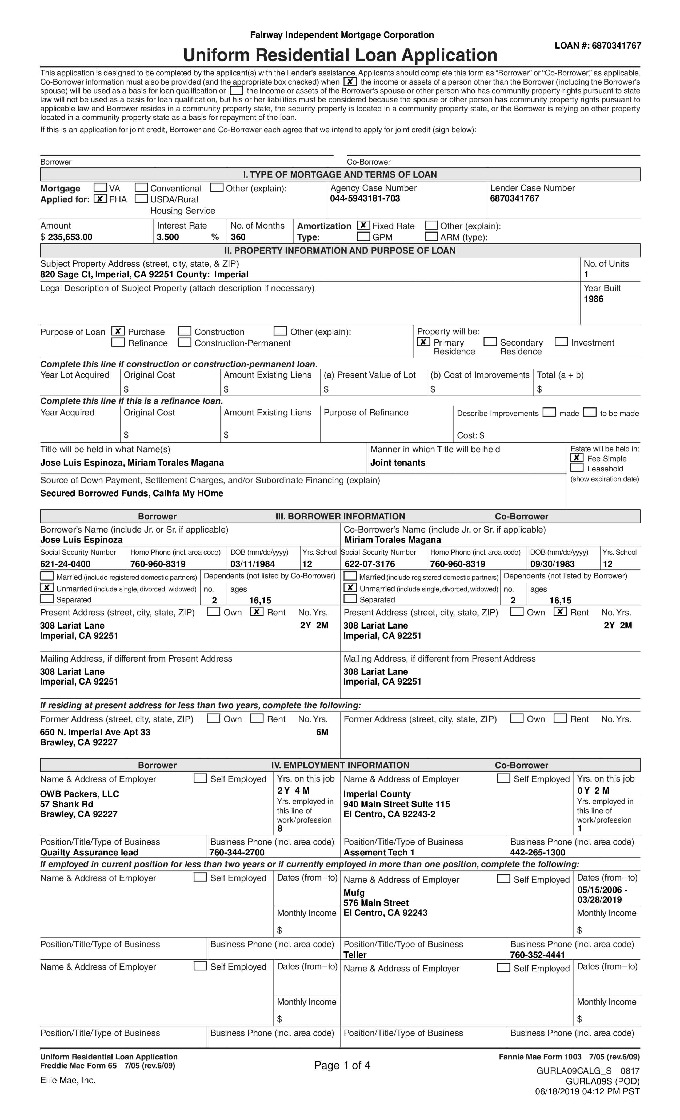 Fairway Independent Mortgage Corporation
LOAN #: 6870341767
Uniform Residential Loan Application
This application is designed to be completed by the applicant(s) with the Lender's assistance. Applicants should complete this form as "Borrower" or "Co-Borrower," as applicable.
Co-Borrower information must also be provided (and the appropriate box checked) when ☒ the income or assets of a person other than the Borrower (including the Borrower's
spouse) will be used as a basis for loan qualification or ☐ the income or assets of the Borrower's spouse or other person who has community property rights pursuant to state
law will not be used as a basis for loan qualification, but his or her liabilities must be considered because the spouse or other person has community property rights pursuant to
applicable law and Borrower resides in a community property state, the security property is located in a community property state, or the Borrower is relying on other property
located in a community property state as a basis for repayment of the loan.
If this is an application for joint credit, Borrower and Co-Borrower each agree that we intend to apply for joint credit (sign below):
Borrower Co-Borrower
I. TYPE OF MORTGAGE AND TERMS OF LOAN
Mortgage ☐ VA ☐ Conventional ☐ Other (explain): Agency Case Number Lender Case Number
Applied for: ☒ FHA ☐ USDA/Rural 044-5943181-703 6870341767
Housing Service
Amount Interest Rate No. of Months Amortization ☒ Fixed Rate ☐ Other (explain):
$ 235,653.00 3.500 % 360 Type: ☐ GPM ☐ ARM (type):
II. PROPERTY INFORMATION AND PURPOSE OF LOAN
Subject Property Address (street, city, state, & ZIP) No. of Units
820 Sage Ct, Imperial, CA 92251 County: Imperial 1
Legal Description of Subject Property (attach description if necessary) Year Built
1986
Purpose of Loan ☒ Purchase ☐ Construction ☐ Other (explain): Property will be:
☐ Refinance ☐ Construction-Permanent ☒ Primary Residence ☐ Secondary Residence ☐ Investment
Complete this line if construction or construction-permanent loan.
Year Lot Acquired Original Cost Amount Existing Liens (a) Present Value of Lot (b) Cost of Improvements Total (a + b)
$ $ $ $ $
Complete this line if this is a refinance loan.
Year Acquired Original Cost Amount Existing Liens Purpose of Refinance Describe Improvements ☐ made ☐ to be made
$ $ Cost: $
Title will be held in what Name(s) Manner in which Title will be held Estate will be held in:
Jose Luis Espinoza, Miriam Torales Magana Joint tenants ☒ Fee Simple
☐ Leasehold
Source of Down Payment, Settlement Charges, and/or Subordinate Financing (explain) (show expiration date)
Secured Borrowed Funds, Calhfa My HOme
Borrower III. BORROWER INFORMATION Co-Borrower
Borrower's Name (include Jr. or Sr. if applicable) Co-Borrower's Name (include Jr. or Sr. if applicable)
Jose Luis Espinoza Miriam Torales Magana
Social Security Number Home Phone (incl. area code) DOB (mm/dd/yyyy) Yrs. School Social Security Number Home Phone (incl. area code) DOB (mm/dd/yyyy) Yrs. School
621-24-0400 760-960-8319 03/11/1984 12 622-07-3176 760-960-8319 09/30/1983 12
☐ Married (include registered domestic partners) Dependents (not listed by Co-Borrower) ☐ Married (include registered domestic partners) Dependents (not listed by Borrower)
☒ Unmarried (include single, divorced, widowed) no. ages ☒ Unmarried (include single, divorced, widowed) no. ages
☐ Separated 2 16,15 ☐ Separated 2 16,15
Present Address (street, city, state, ZIP) ☐ Own ☒ Rent No. Yrs. Present Address (street, city, state, ZIP) ☐ Own ☒ Rent No. Yrs.
308 Lariat Lane 2Y 2M 308 Lariat Lane 2Y 2M
Imperial, CA 92251 Imperial, CA 92251
Mailing Address, if different from Present Address Mailing Address, if different from Present Address
308 Lariat Lane 308 Lariat Lane
Imperial, CA 92251 Imperial, CA 92251
If residing at present address for less than two years, complete the following:
Former Address (street, city, state, ZIP) ☐ Own ☐ Rent No. Yrs. Former Address (street, city, state, ZIP) ☐ Own ☐ Rent No. Yrs.
650 N. Imperial Ave Apt 33 6M
Brawley, CA 92227
Borrower IV. EMPLOYMENT INFORMATION Co-Borrower
Name & Address of Employer ☐ Self Employed Yrs. on this job Name & Address of Employer ☐ Self Employed Yrs. on this job
OWB Packers, LLC 2 Y 4 M Imperial County 0 Y 2 M
57 Shank Rd Yrs. employed in this line of work/profession 940 Main Street Suite 115 Yrs. employed in this line of work/profession
Brawley, CA 92227 8 El Centro, CA 92243-2 1
Position/Title/Type of Business Business Phone (incl. area code) Position/Title/Type of Business Business Phone (incl. area code)
Quailty Assurance lead 760-344-2700 Assement Tech 1 442-265-1300
If employed in current position for less than two years or if currently employed in more than one position, complete the following:
Name & Address of Employer ☐ Self Employed Dates (from–to) Name & Address of Employer ☐ Self Employed Dates (from–to)
Mufg 05/15/2006 -
576 Main Street 03/28/2019
Monthly Income El Centro, CA 92243 Monthly Income
$ $
Position/Title/Type of Business Business Phone (incl. area code) Position/Title/Type of Business Business Phone (incl. area code)
Teller 760-352-4441
Name & Address of Employer ☐ Self Employed Dates (from–to) Name & Address of Employer ☐ Self Employed Dates (from–to)
Monthly Income Monthly Income
$ $
Position/Title/Type of Business Business Phone (incl. area code) Position/Title/Type of Business Business Phone (incl. area code)
Uniform Residential Loan Application Fannie Mae Form 1003 7/05 (rev.6/09)
Freddie Mac Form 65 7/05 (rev.6/09) Page 1 of 4
GURLA09CALG_S 0817
Ellie Mae, Inc. GURLA09S (POD)
06/18/2019 04:12 PM PST